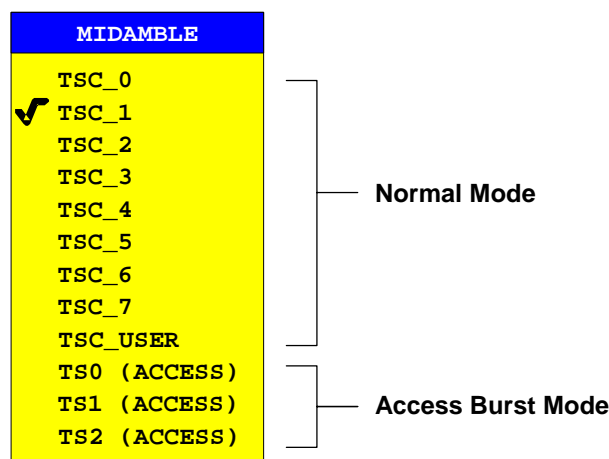 MIDAMBLE
TSC_0
TSC_1
TSC_2
TSC_3
TSC_4
TSC_5
TSC_6
TSC_7
TSC_USER
TS0 (ACCESS)
TS1 (ACCESS)
TS2 (ACCESS)
Normal Mode
Access Burst Mode